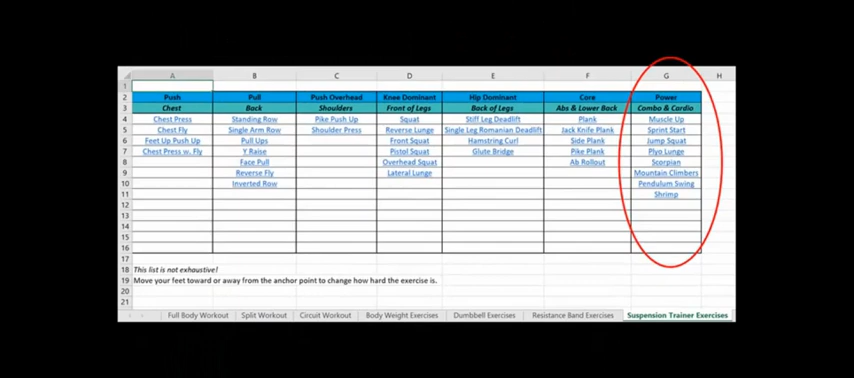 A B C D E F G H
1
2 Push Pull Push Overhead Knee Dominant Hip Dominant Core Power
3 Chest Back Shoulders Front of Legs Back of Legs Abs & Lower Back Combo & Cardio
4 Chest Press Standing Row Pike Push Up Squat Stiff Leg Deadlift Plank Muscle Up
5 Chest Fly Single Arm Row Shoulder Press Reverse Lunge Single Leg Romanian Deadlift Jack Knife Plank Sprint Start
6 Feet Up Push Up Pull Ups Front Squat Hamstring Curl Side Plank Jump Squat
7 Chest Press w. Fly Y Raise Pistol Squat Glute Bridge Pike Plank Plyo Lunge
8 Face Pull Overhead Squat Ab Rollout Scorpian
9 Reverse Fly Lateral Lunge Mountain Climbers
10 Inverted Row Pendulum Swing
11 Shrimp
12
13
14
15
16
17
18 This list is not exhaustive!
19 Move your feet toward or away from the anchor point to change how hard the exercise is.
20
21
Full Body Workout Split Workout Circuit Workout Body Weight Exercises Dumbbell Exercises Resistance Band Exercises Suspension Trainer Exercises